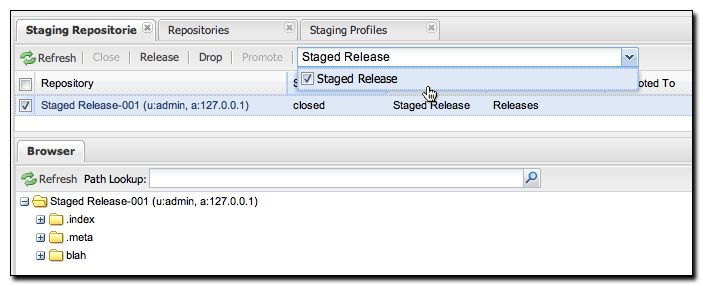 Staging Repositorie Repositories Staging Profiles
Refresh Close Release Drop Promote Staged Release
Staged Release
Repository S oted To
Staged Release-001 (u:admin, a:127.0.0.1) closed Staged Release Releases
Browser
Refresh Path Lookup:
Staged Release-001 (u:admin, a:127.0.0.1)
.index
.meta
blah